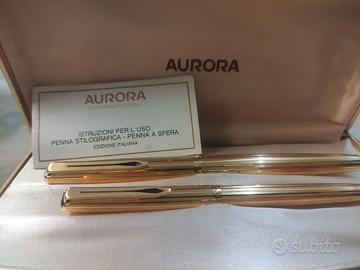 AURORA
AURORA
ISTRUZIONI PER L'USO
PENNA STILOGRAFICA - PENNA A SFERA
EDIZIONE ITALIANA
subito